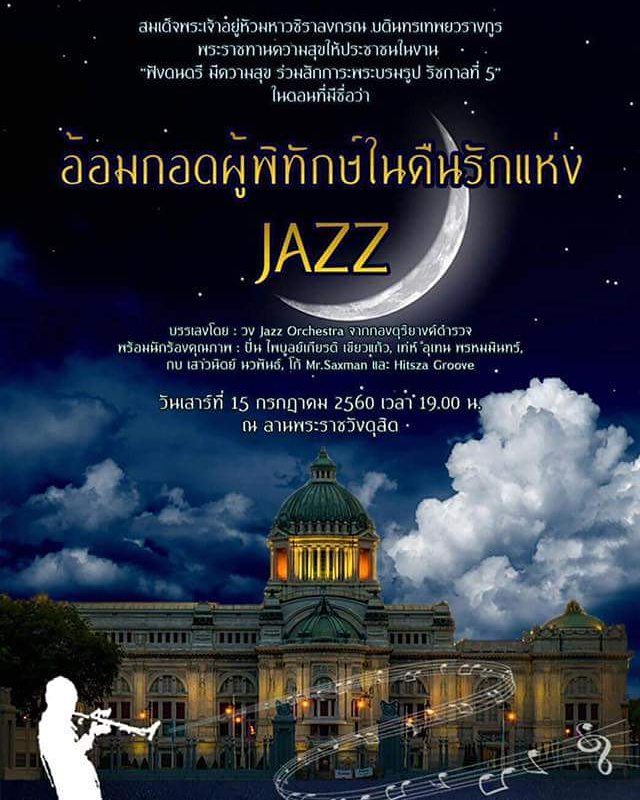 สมเด็จพระเจ้าอยู่หัวมหาวชิราลงกรณ บดินทรเทพยวรางกูร
พระราชทานความสุขให้ประชาชนในงาน
"ฟังดนตรี มีความสุข ร่วมสักการะพระบรมรูป รัชกาลที่ 5"
ในตอนที่มีชื่อว่า
อ้อมกอดผู้พิทักษ์ในคืนรักแห่ง
JAZZ
บรรเลงโดย : วง Jazz Orchestra จากกองดุริยางค์ตำรวจ
พร้อมนักร้องคุณภาพ : ปั่น ไพบูลย์เกียรติ เขียวแก้ว, เท่ห์ อุเทน พรหมมินทร์,
กบ เสาวนิตย์ นวพันธ์, โก้ Mr.Saxman และ Hitsza Groove
วันเสาร์ที่ 15 กรกฎาคม 2560 เวลา 19.00 น.
ณ ลานพระราชวังดุสิต